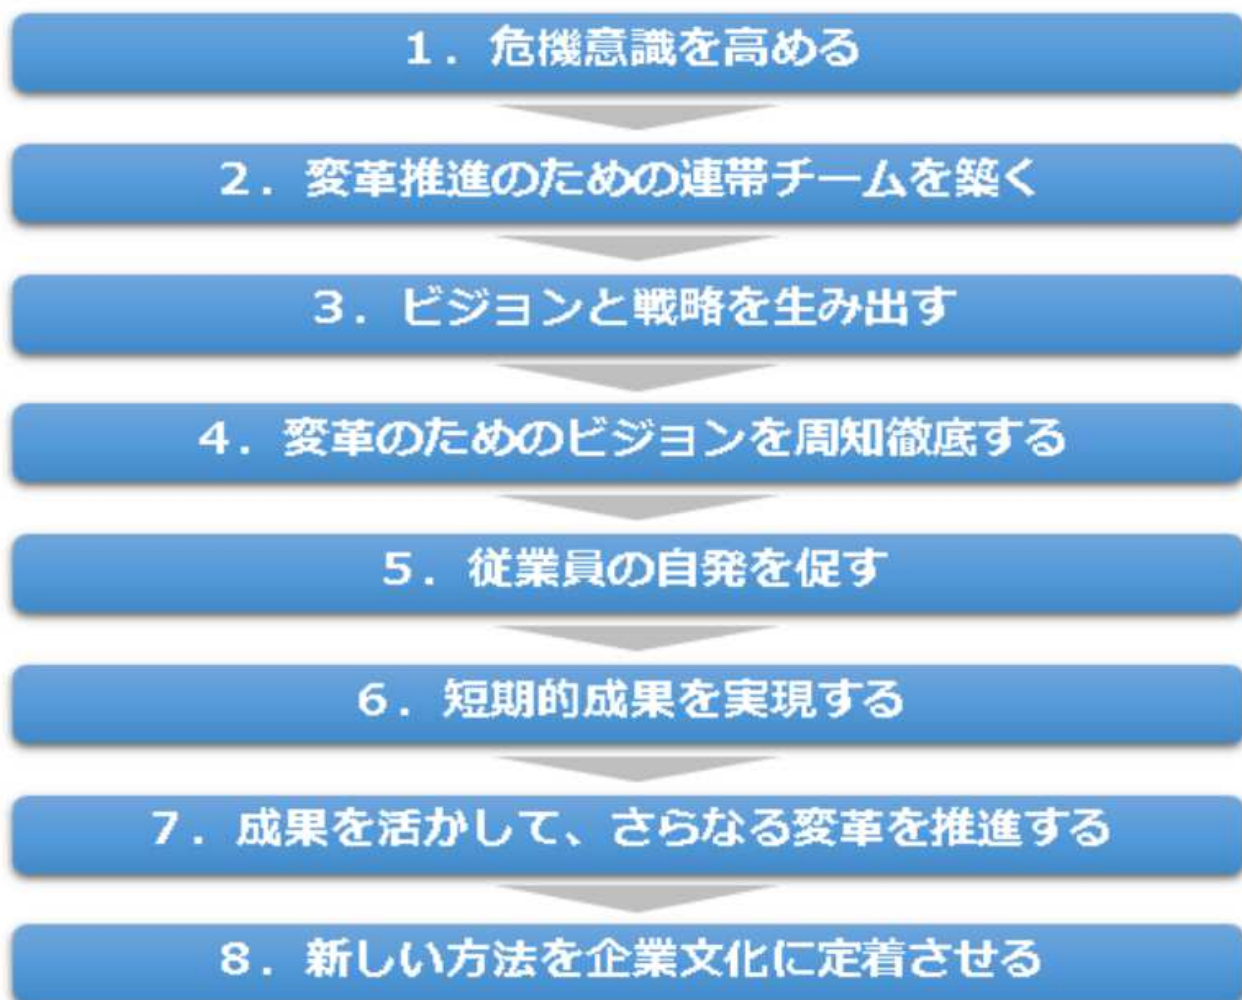 １．危機意識を高める
２．変革推進のための連帯チームを築く
３．ビジョンと戦略を生み出す
４．変革のためのビジョンを周知徹底する
５．従業員の自発を促す
６．短期的成果を実現する
７．成果を活かして、さらなる変革を推進する
８．新しい方法を企業文化に定着させる